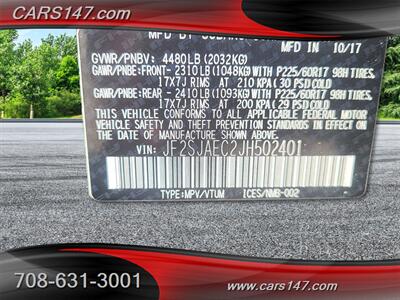 CARS147.com
MFD BY SUBARU
MFD IN 10/17
GVWR/PNBV: 4480LB(2032KG)
GAWR/PNBE:FRONT- 2310LB(1048KG)WITH P225/60R17 98H TIRES,
17X7J RIMS AT 210 KPA(30 PSI)COLD
GAWR/PNBE:REAR - 2410LB(1093KG)WITH P225/60R17 98H TIRES,
17X7J RIMS AT 200 KPA(29 PSI)COLD
THIS VEHICLE CONFORMS TO ALL APPLICABLE FEDERAL MOTOR
VEHICLE SAFETY STANDARDS IN EFFECT ON
THE DATE OF MANUFACTURE SHOWN ABOVE.
VIN: JF2SJAEC2JH502401
TYPE:MPV/VTUM ICES/NMB-002
708-631-3001
Cars147.com